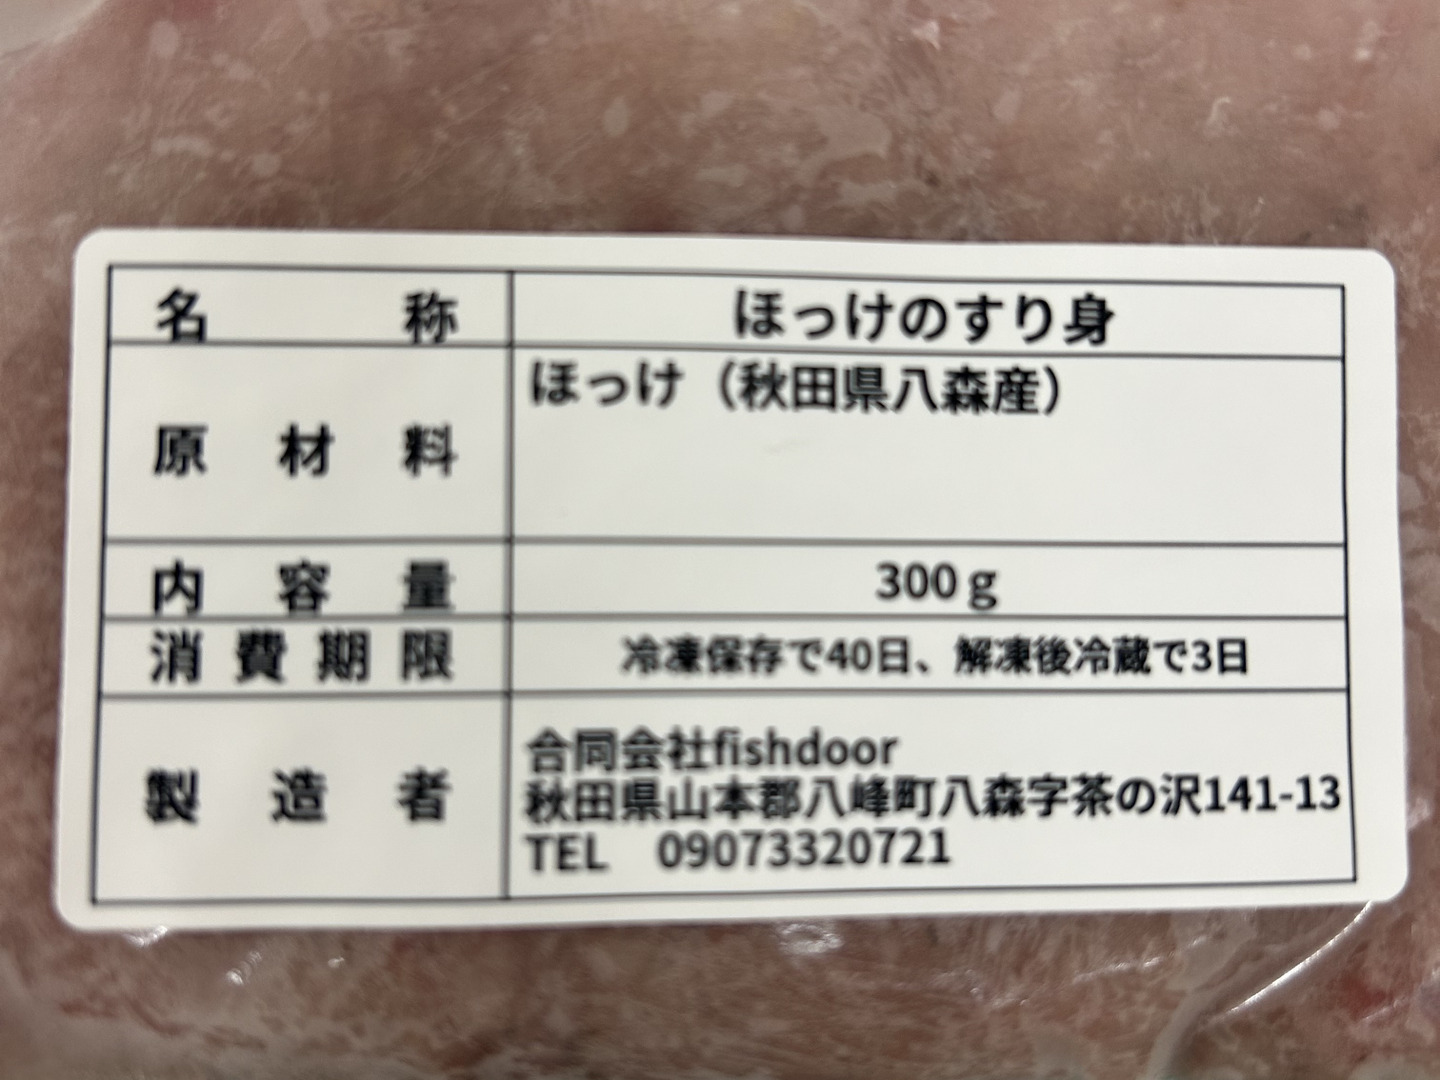 名称 ほっけのすり身
原材料 ほっけ（秋田県八森産）
内容量 300g
消費期限 冷凍保存で40日、解凍後冷蔵で3日
製造者 合同会社fishdoor
秋田県山本郡八峰町八森字茶の沢141-13
TEL 09073320721